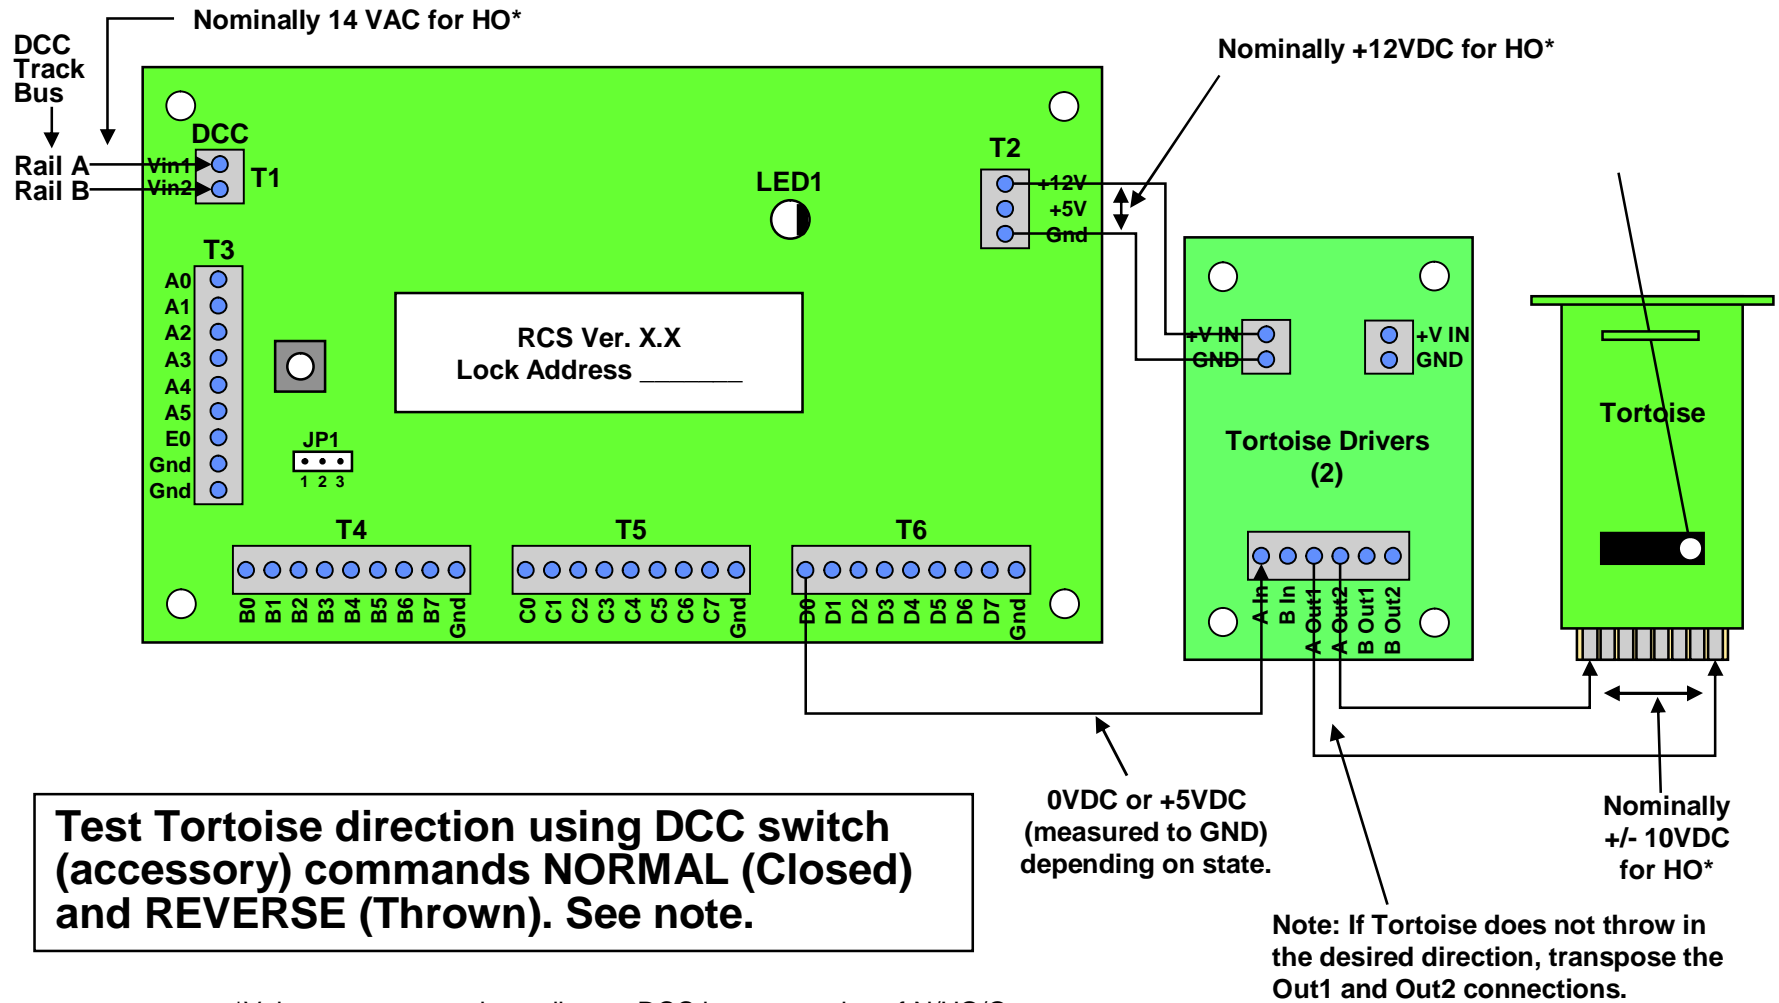 Nominally 14 VAC for HO*
DCC
Track
Bus
Rail A
Rail B
DCC
Vin1
Vin2
T1
Nominally +12VDC for HO*
T2
+12V
+5V
Gnd
LED1
T3
A0
A1
A2
A3
A4
A5
E0
Gnd
Gnd
RCS Ver. X.X
Lock Address _______
JP1
1 2 3
T4
B0
B1
B2
B3
B4
B5
B6
B7
Gnd
T5
C0
C1
C2
C3
C4
C5
C6
C7
Gnd
T6
D0
D1
D2
D3
D4
D5
D6
D7
Gnd
+V IN
GND
+V IN
GND
Tortoise Drivers
(2)
A In
B In
A Out1
A Out2
B Out1
B Out2
Tortoise
0VDC or +5VDC
(measured to GND)
depending on state.
Nominally
+/- 10VDC
for HO*
Test Tortoise direction using DCC switch
(accessory) commands NORMAL (Closed)
and REVERSE (Thrown). See note.
Note: If Tortoise does not throw in
the desired direction, transpose the
Out1 and Out2 connections.